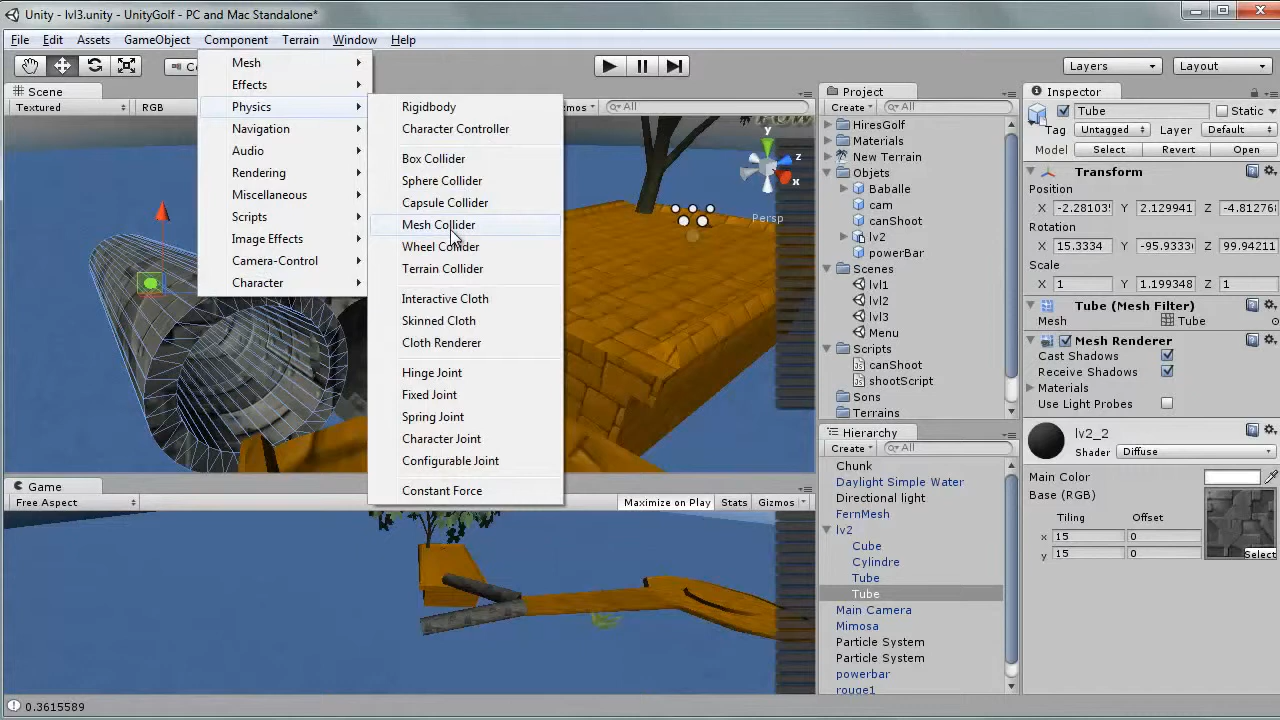 Unity - lvl3.unity - UnityGolf - PC and Mac Standalone*
File Edit Assets GameObject Component Terrain Window Help
Layers Layout
Mesh
Effects
Physics
Navigation
Audio
Rendering
Miscellaneous
Scripts
Image Effects
Camera-Control
Character
Rigidbody
Character Controller
Box Collider
Sphere Collider
Capsule Collider
Mesh Collider
Wheel Collider
Terrain Collider
Interactive Cloth
Skinned Cloth
Cloth Renderer
Hinge Joint
Fixed Joint
Spring Joint
Character Joint
Configurable Joint
Constant Force
Scene
Textured RGB All
y
z
x
Persp
Game
Free Aspect Maximize on Play Stats Gizmos
Project
Create All
HiresGolf
Materials
New Terrain
Objets
Baballe
cam
canShoot
lv2
powerBar
Scenes
lvl1
lvl2
lvl3
Menu
Scripts
canShoot
shootScript
Sons
Terrains
Hierarchy
Create All
Chunk
Daylight Simple Water
Directional light
FernMesh
lv2
Cube
Cylindre
Tube
Tube
Main Camera
Mimosa
Particle System
Particle System
powerbar
rouge1
Inspector
Tube Static
Tag Untagged Layer Default
Model Select Revert Open
Transform
Position
X -2.28103 Y 2.129941 Z -4.81276
Rotation
X 15.3334 Y -95.9333 Z 99.94211
Scale
X 1 Y 1.199348 Z 1
Tube (Mesh Filter)
Mesh Tube
Mesh Renderer
Cast Shadows
Receive Shadows
Materials
Use Light Probes
lv2_2
Shader Diffuse
Main Color
Base (RGB)
Tiling Offset
x 15 0
y 15 0
Select
0.3615589